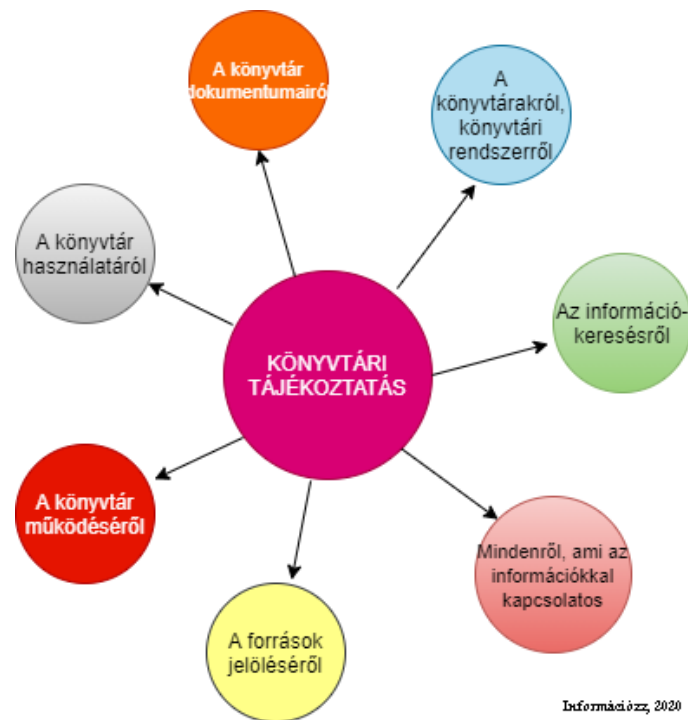 A könyvtár
dokumentumairól
A
könyvtárakról,
könyvtári
rendszerről
A könyvtár
használatáról
Az információ-
keresésről
KÖNYVTÁRI
TÁJÉKOZTATÁS
A könyvtár
működéséről
Mindenről, ami az
információkkal
kapcsolatos
A források
jelöléséről
Információzz, 2020